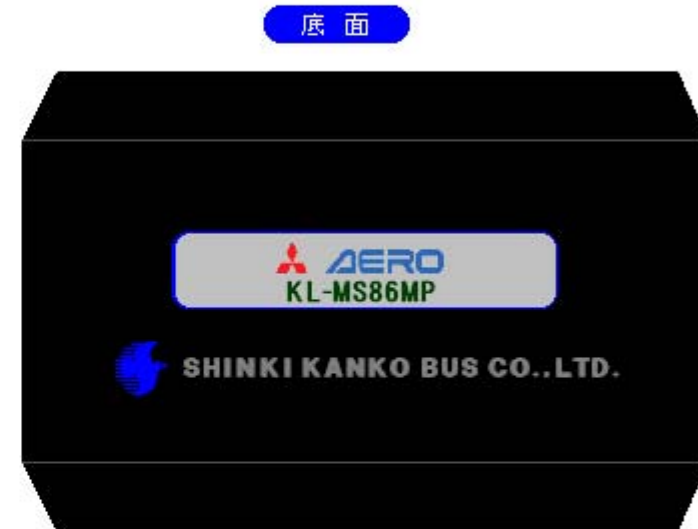 底面
AERO
KL-MS86MP
SHINKI KANKO BUS CO..LTD.